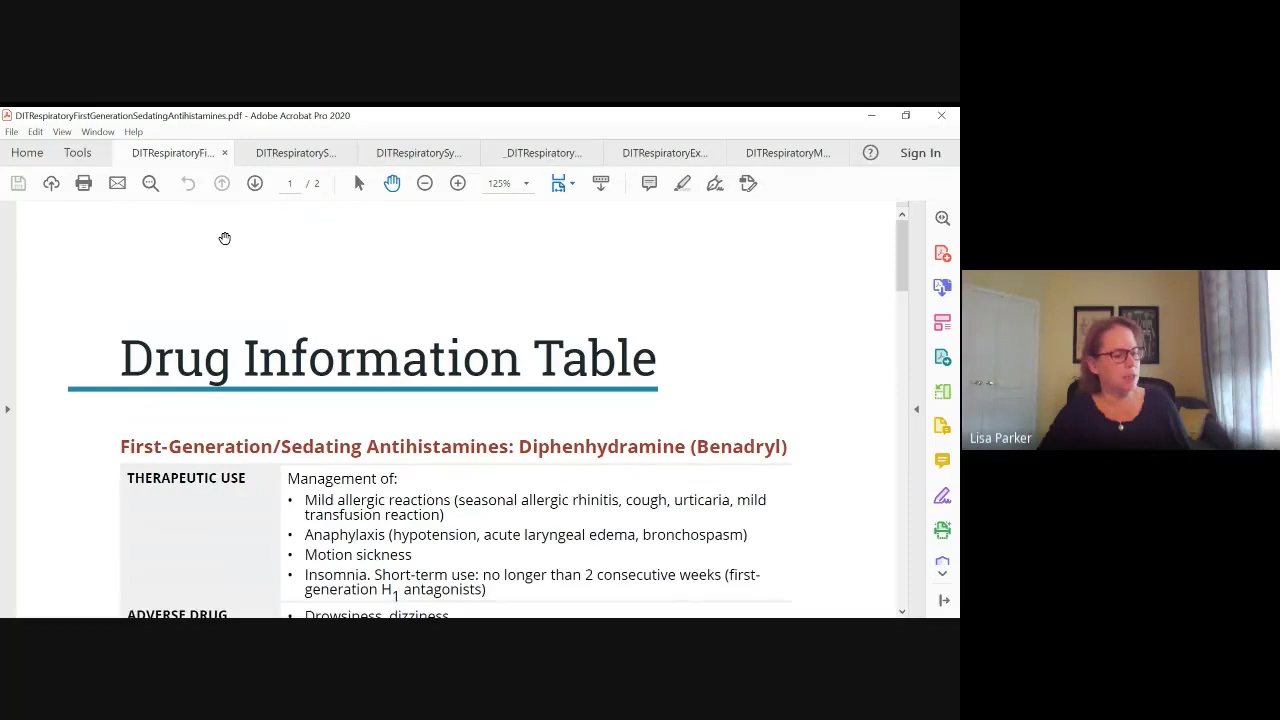 DITRespiratoryFirstGenerationSedatingAntihistamines.pdf - Adobe Acrobat Pro 2020
File Edit View Window Help
Home Tools DITRespiratoryFi... × DITRespiratoryS... DITRespiratorySy... _DITRespiratory... DITRespiratoryEx... DITRespiratoryM... ? Sign In
1 / 2 125%
Drug Information Table
First-Generation/Sedating Antihistamines: Diphenhydramine (Benadryl)
THERAPEUTIC USE
Management of:
• Mild allergic reactions (seasonal allergic rhinitis, cough, urticaria, mild
transfusion reaction)
• Anaphylaxis (hypotension, acute laryngeal edema, bronchospasm)
• Motion sickness
• Insomnia. Short-term use: no longer than 2 consecutive weeks (first-
generation H1 antagonists)
ADVERSE DRUG
• Drowsiness, dizziness
Lisa Parker